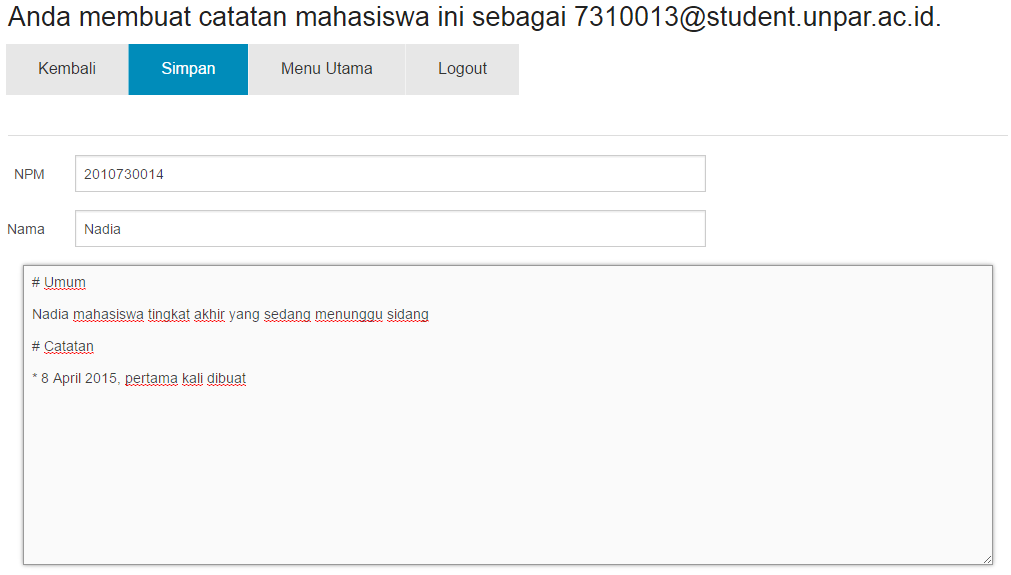 Anda membuat catatan mahasiswa ini sebagai 7310013@student.unpar.ac.id.
Kembali Simpan Menu Utama Logout
NPM 2010730014
Nama Nadia
# Umum
Nadia mahasiswa tingkat akhir yang sedang menunggu sidang
# Catatan
* 8 April 2015, pertama kali dibuat